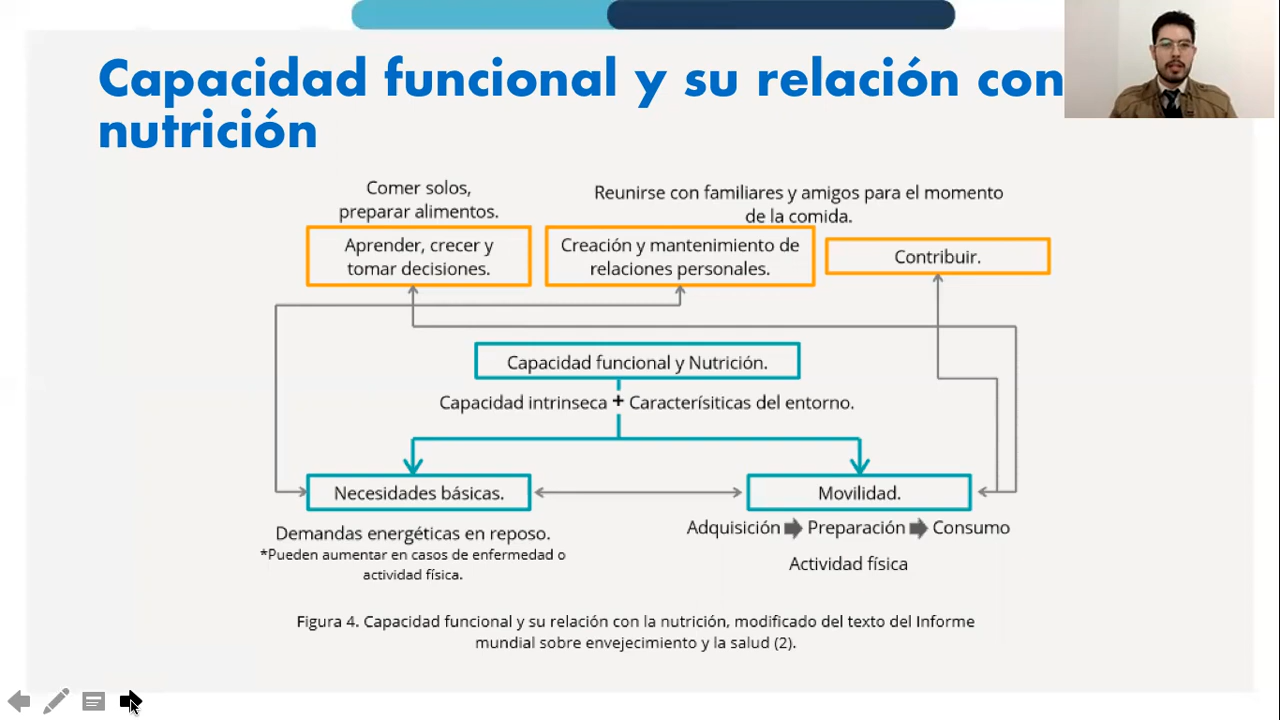 Capacidad funcional y su relación con
nutrición
Comer solos,
preparar alimentos.
Reunirse con familiares y amigos para el momento
de la comida.
Aprender, crecer y
tomar decisiones.
Creación y mantenimiento de
relaciones personales.
Contribuir.
Capacidad funcional y Nutrición.
Capacidad intrinseca + Caracterísiticas del entorno.
Necesidades básicas.
Movilidad.
Demandas energéticas en reposo.
*Pueden aumentar en casos de enfermedad o
actividad física.
Adquisición Preparación Consumo
Actividad física
Figura 4. Capacidad funcional y su relación con la nutrición, modificado del texto del Informe
mundial sobre envejecimiento y la salud (2).